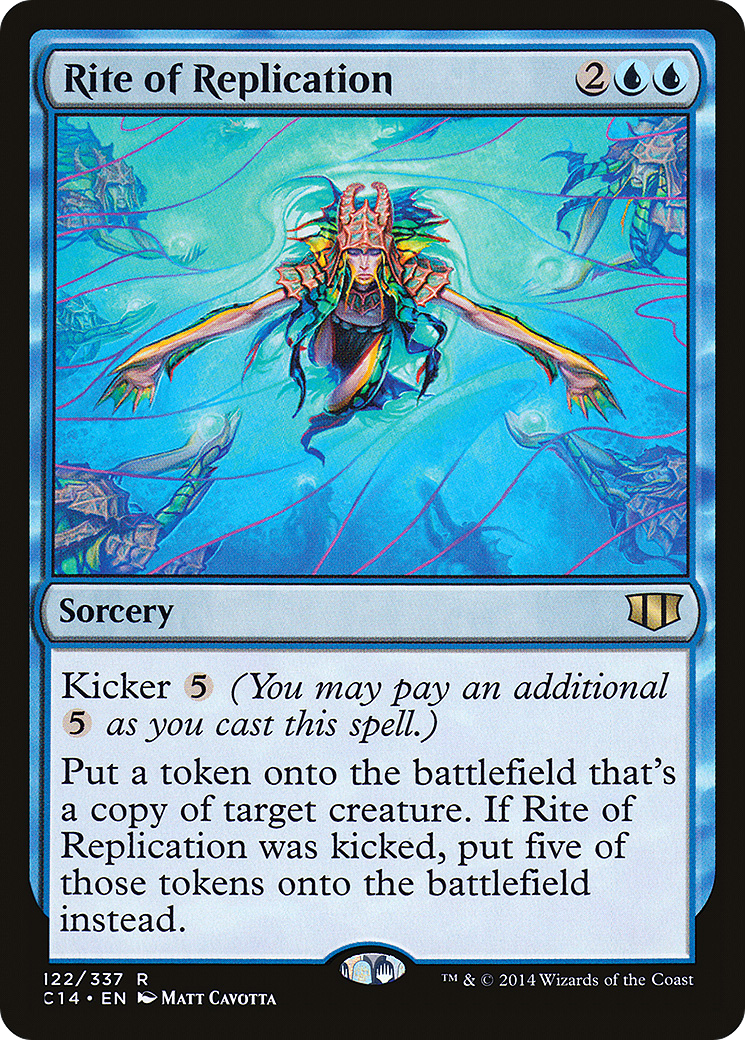 Rite of Replication 2
Sorcery
Kicker 5 (You may pay an additional
5 as you cast this spell.)
Put a token onto the battlefield that's
a copy of target creature. If Rite of
Replication was kicked, put five of
those tokens onto the battlefield
instead.
122/337 R
C14 • EN Matt Cavotta
™ & © 2014 Wizards of the Coast